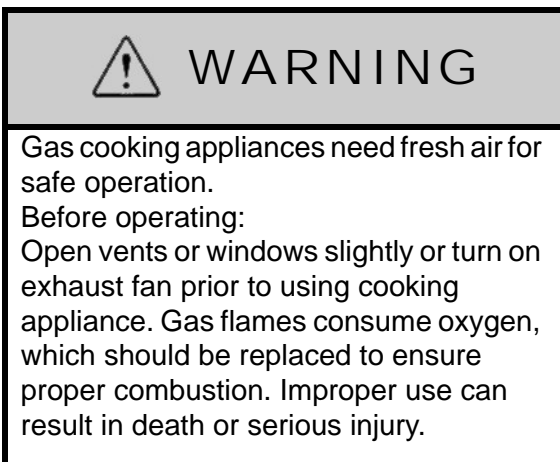 WARNING
Gas cooking appliances need fresh air for
safe operation.
Before operating:
Open vents or windows slightly or turn on
exhaust fan prior to using cooking
appliance. Gas flames consume oxygen,
which should be replaced to ensure
proper combustion. Improper use can
result in death or serious injury.